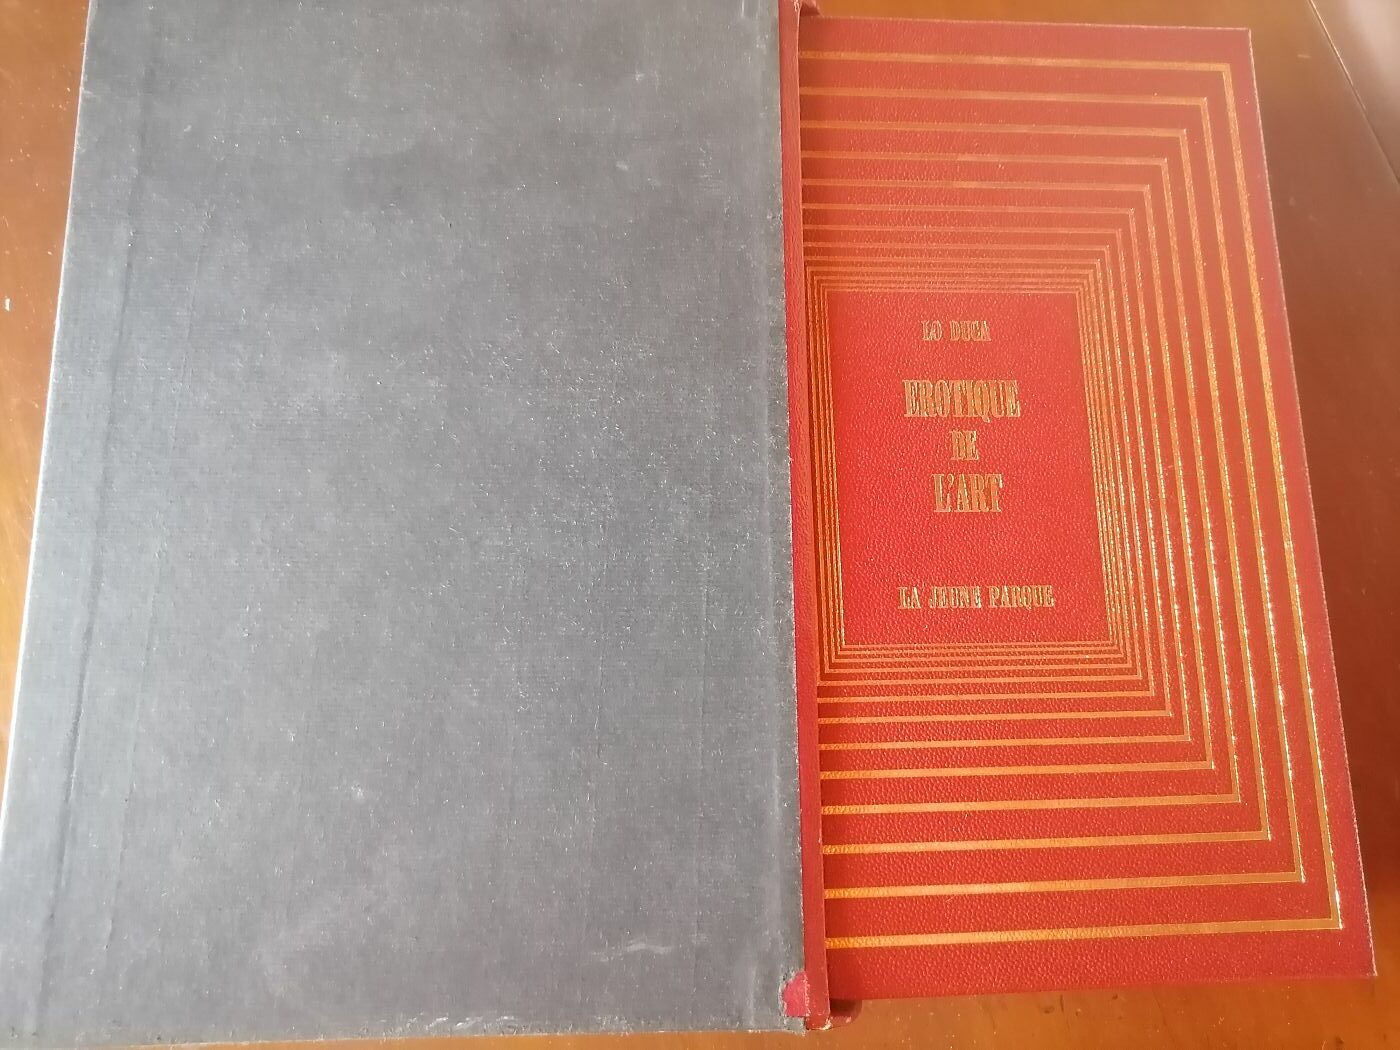 LO DUCA
EROTIQUE
DE
L'ART
LA JEUNE PARQUE